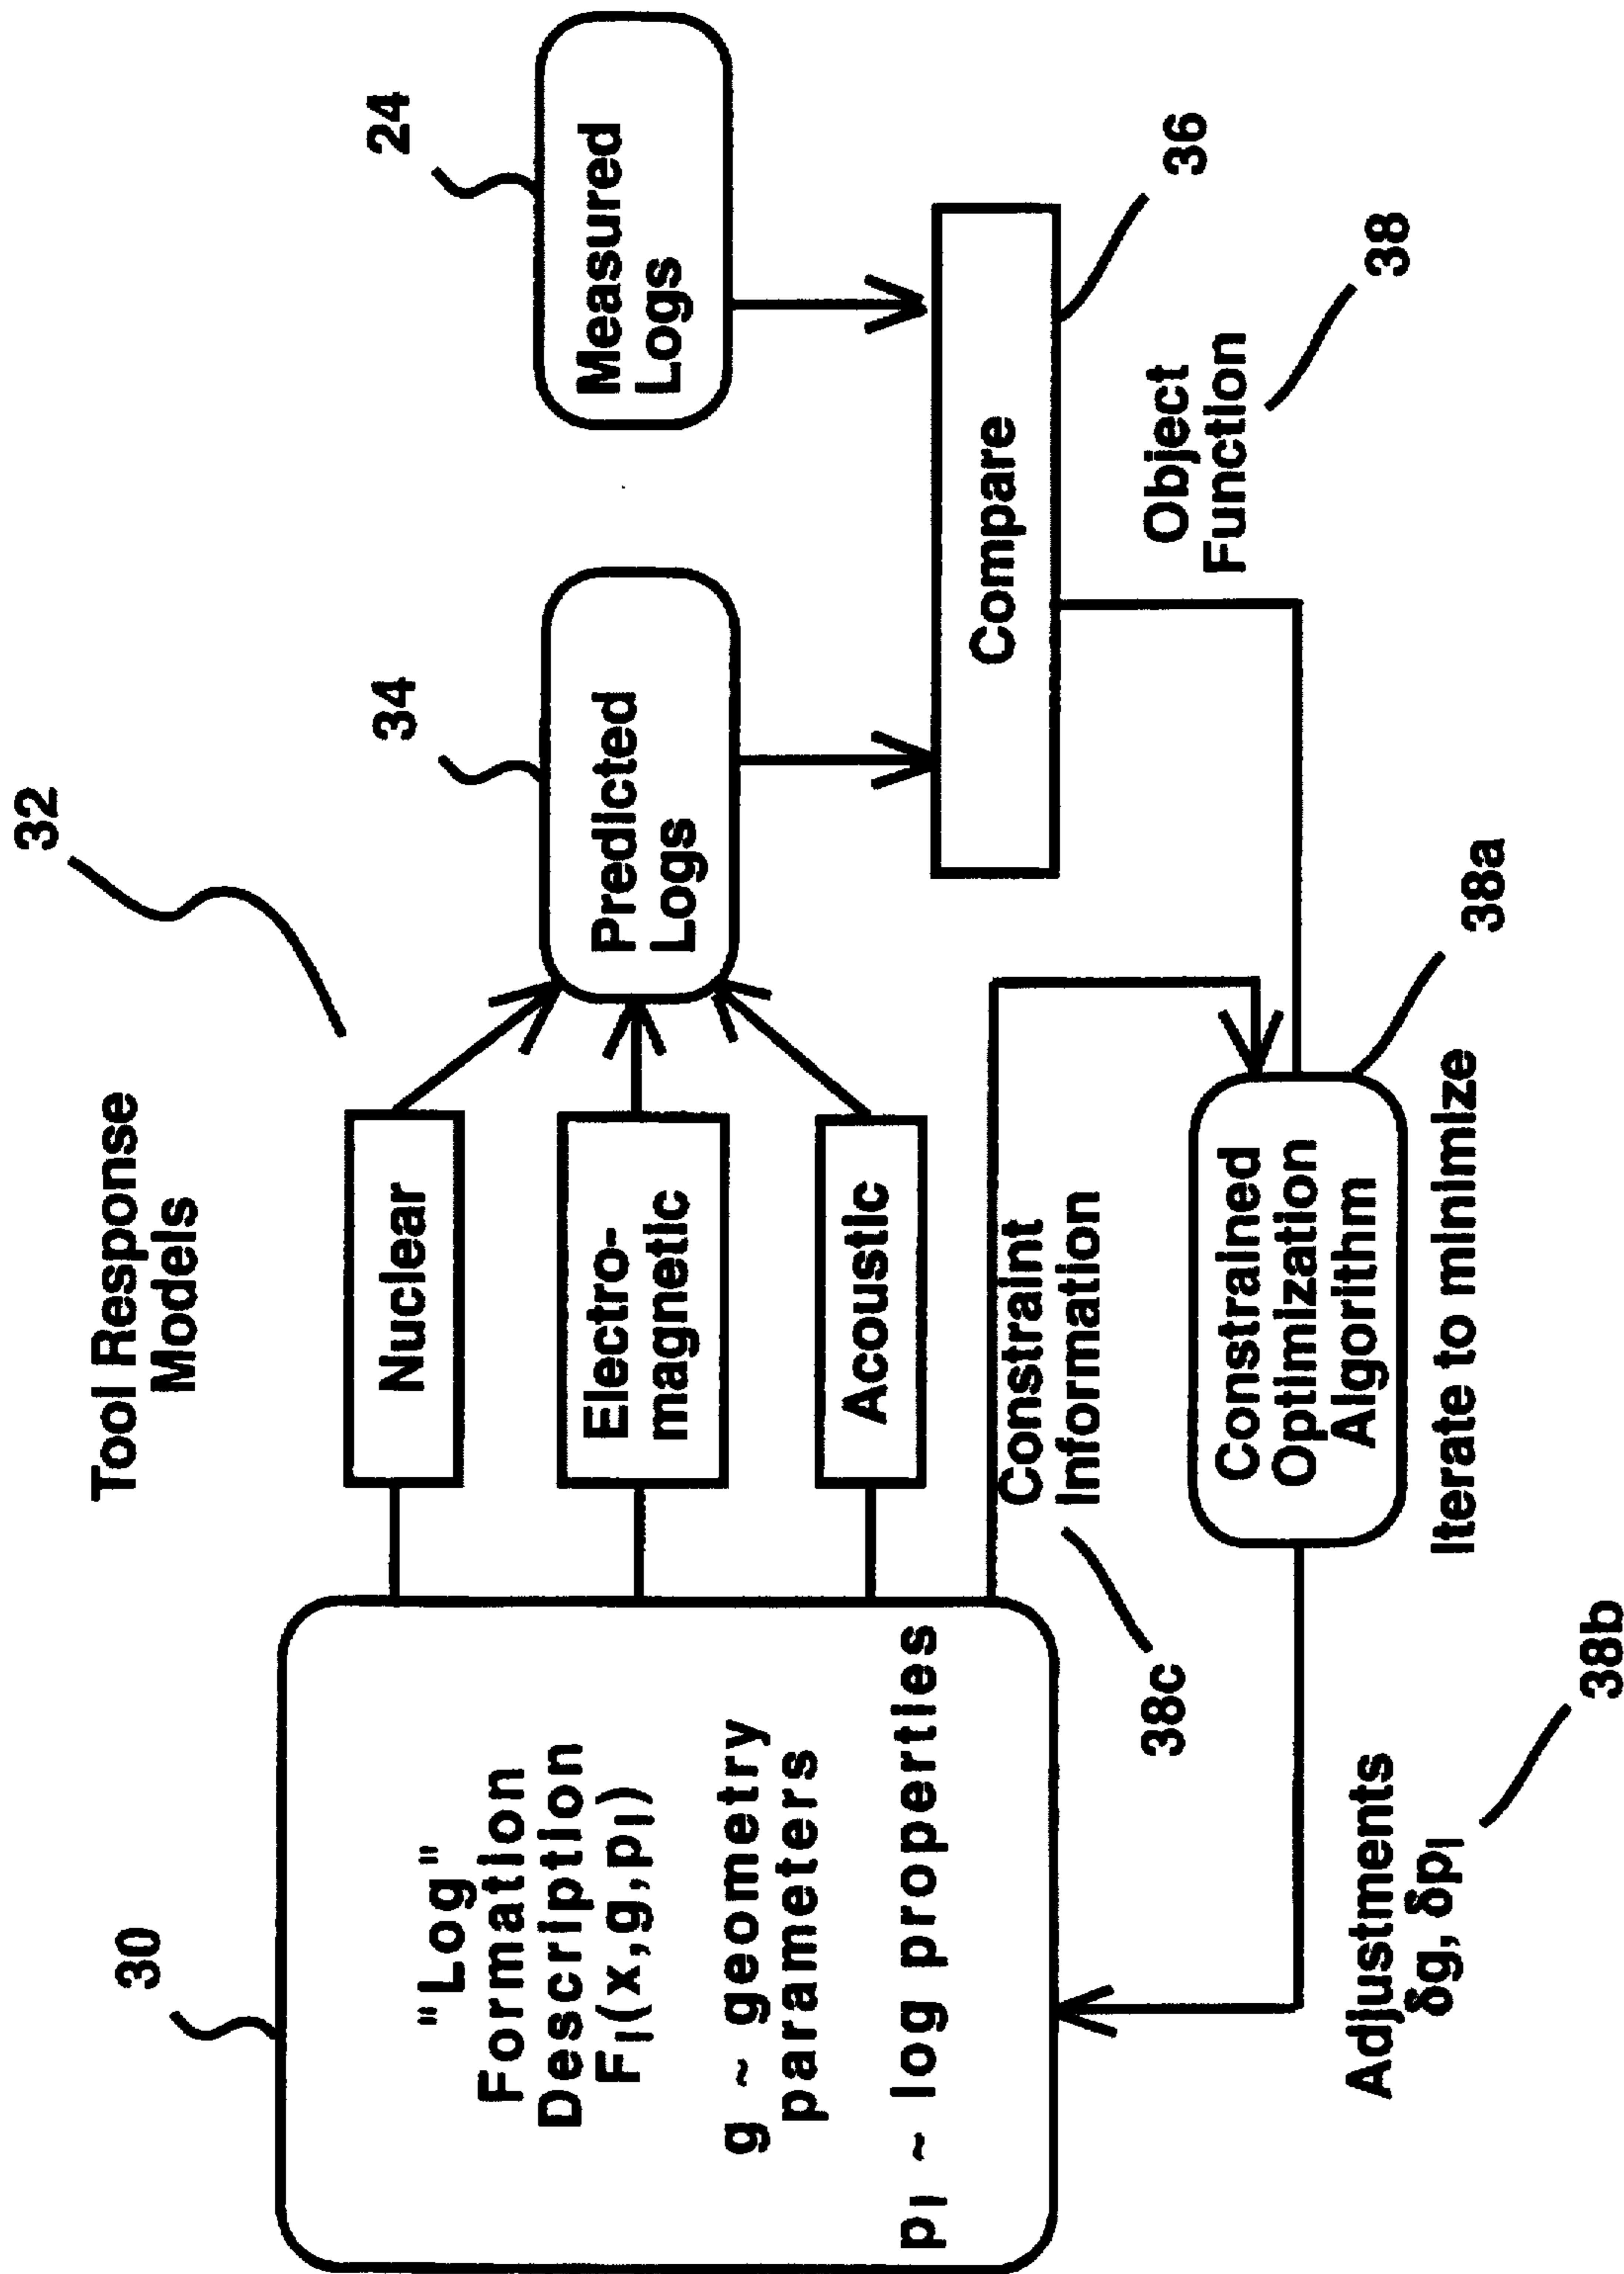 32
Tool Response
Models
30
"Log"
Formation
Description
Fl(x,g,pl)
g ~ geometry
parameters
pl ~ log properties
Nuclear
Electro-
magnetic
Acoustic
34
Predicted
Logs
24
Measured
Logs
Compare
36
Object
Function
38
Constraint
Information
38c
Constrained
Optimization
Algorithm
38a
Iterate to minimize
Adjustments
δg, δpl
38b